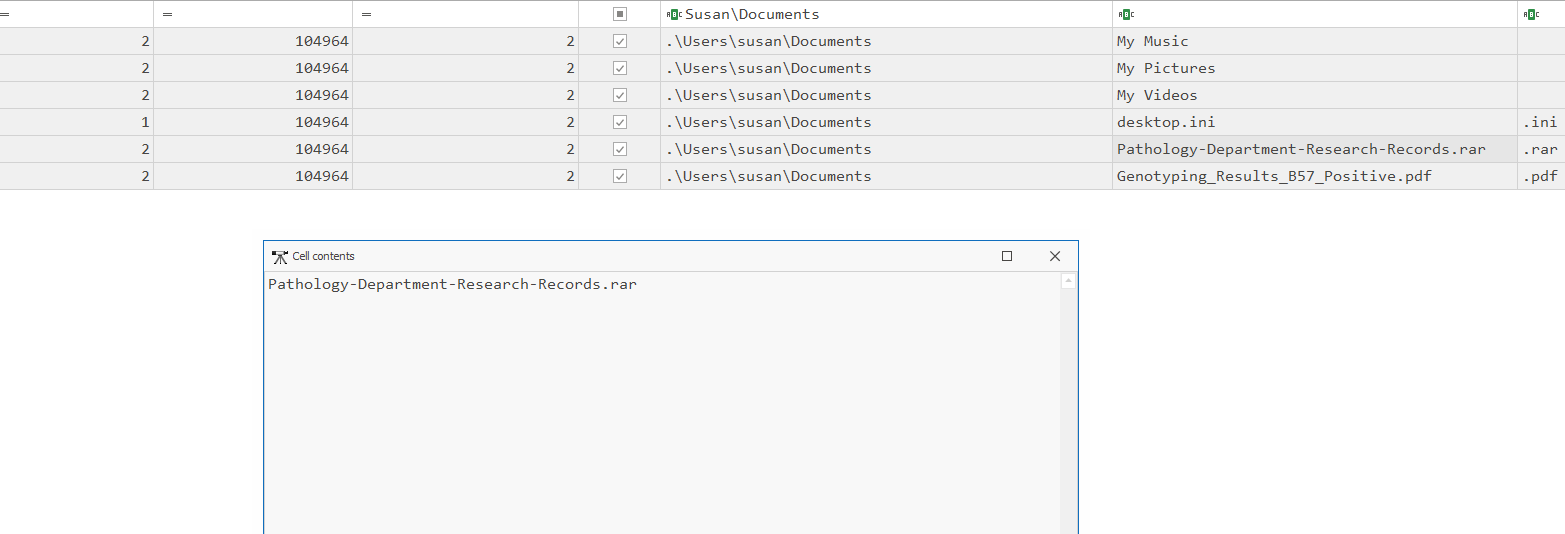 = = = ABC Susan\Documents ABC ABC
2 104964 2 .\Users\susan\Documents My Music
2 104964 2 .\Users\susan\Documents My Pictures
2 104964 2 .\Users\susan\Documents My Videos
1 104964 2 .\Users\susan\Documents desktop.ini .ini
2 104964 2 .\Users\susan\Documents Pathology-Department-Research-Records.rar .rar
2 104964 2 .\Users\susan\Documents Genotyping_Results_B57_Positive.pdf .pdf
Cell contents
Pathology-Department-Research-Records.rar